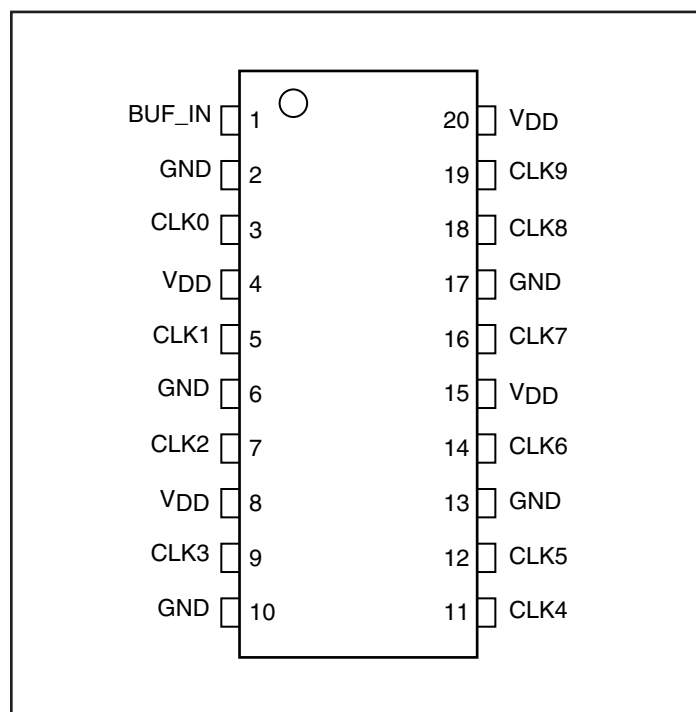 BUF_IN 1 20 VDD
GND 2 19 CLK9
CLK0 3 18 CLK8
VDD 4 17 GND
CLK1 5 16 CLK7
GND 6 15 VDD
CLK2 7 14 CLK6
VDD 8 13 GND
CLK3 9 12 CLK5
GND 10 11 CLK4